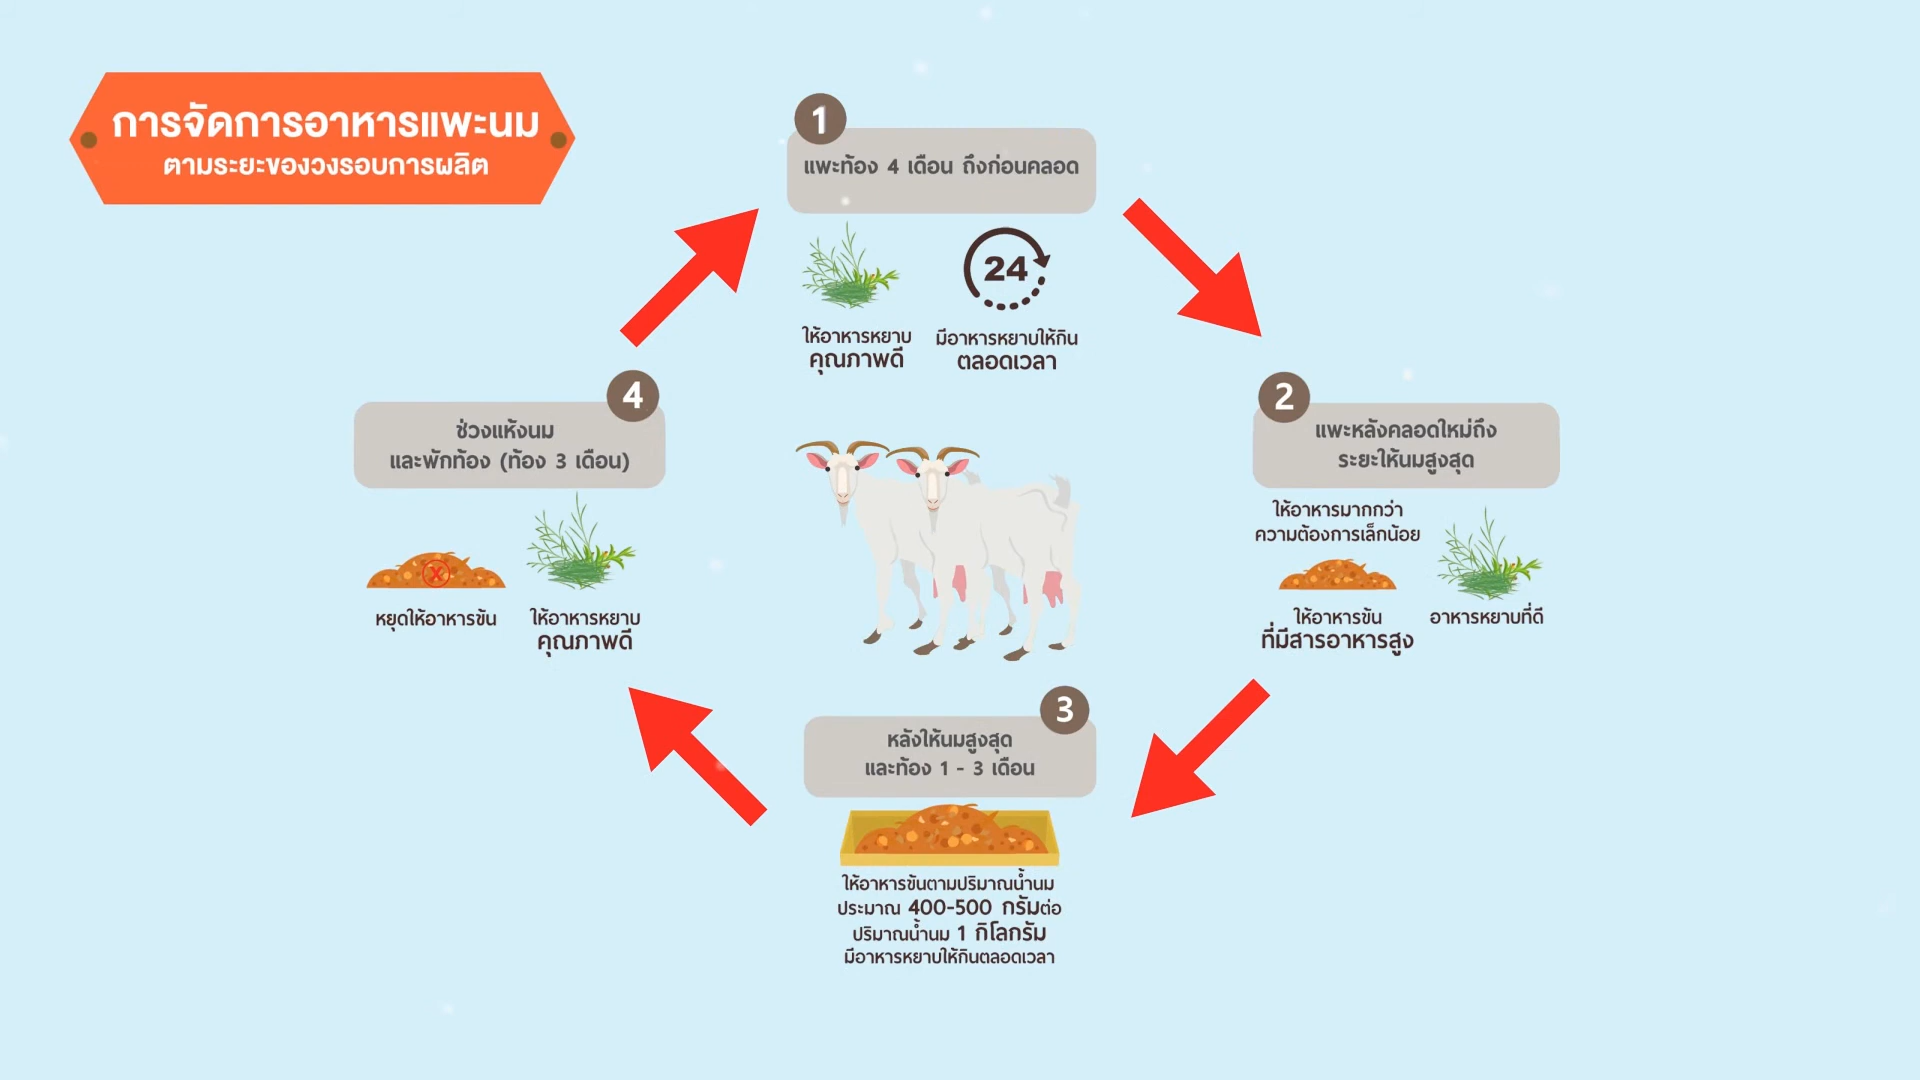 การจัดการอาหารแพะนม
ตามระยะของวงรอบการผลิต
1
แพะท้อง 4 เดือน ถึงก่อนคลอด
24
ให้อาหารหยาบ
คุณภาพดี
มีอาหารหยาบให้กิน
ตลอดเวลา
2
แพะหลังคลอดใหม่ถึง
ระยะให้นมสูงสุด
ให้อาหารมากกว่า
ความต้องการเล็กน้อย
ให้อาหารข้น
ที่มีสารอาหารสูง
อาหารหยาบที่ดี
3
หลังให้นมสูงสุด
และท้อง 1 - 3 เดือน
ให้อาหารข้นตามปริมาณน้ำนม
ประมาณ 400-500 กรัมต่อ
ปริมาณน้ำนม 1 กิโลกรัม
มีอาหารหยาบให้กินตลอดเวลา
4
ช่วงแห้งนม
และพักท้อง (ท้อง 3 เดือน)
X
หยุดให้อาหารข้น
ให้อาหารหยาบ
คุณภาพดี